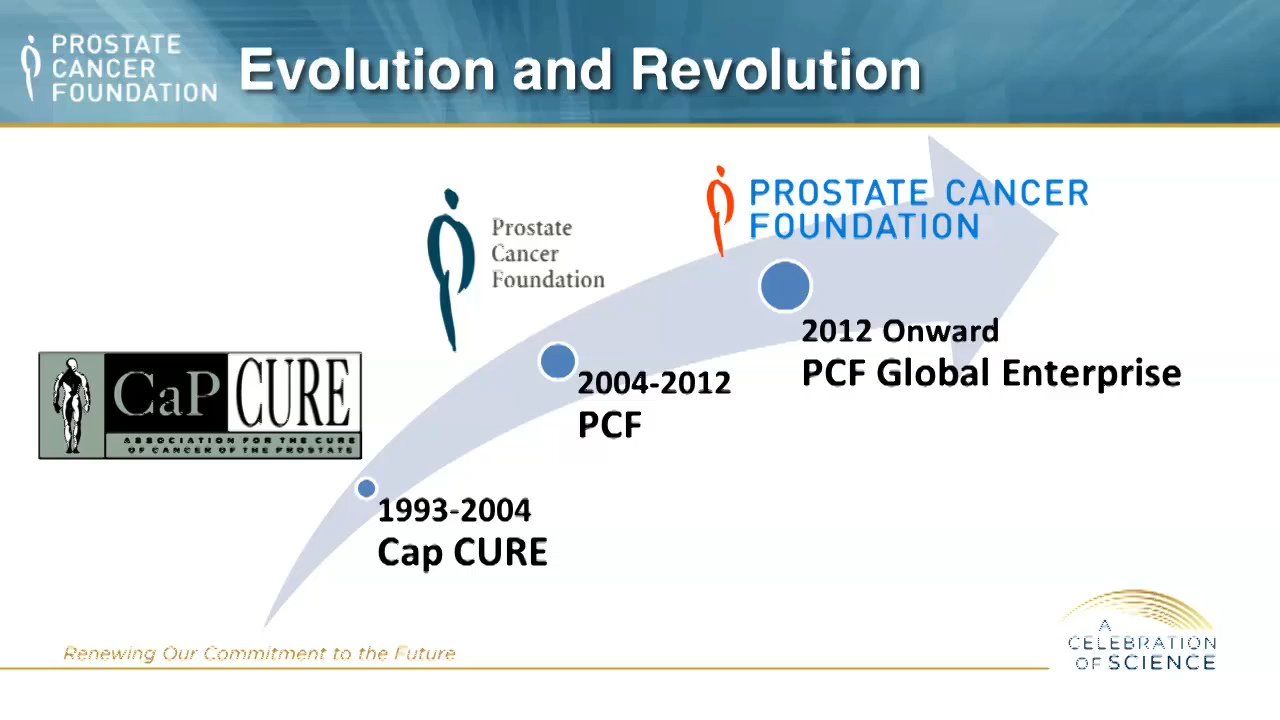 PROSTATE
CANCER
FOUNDATION
Evolution and Revolution
PROSTATE CANCER
FOUNDATION
Prostate
Cancer
Foundation
2012 Onward
PCF Global Enterprise
CaP CURE
ASSOCIATION FOR THE CURE
OF CANCER OF THE PROSTATE
2004-2012
PCF
1993-2004
Cap CURE
Renewing Our Commitment to the Future
A
CELEBRATION
OF SCIENCE